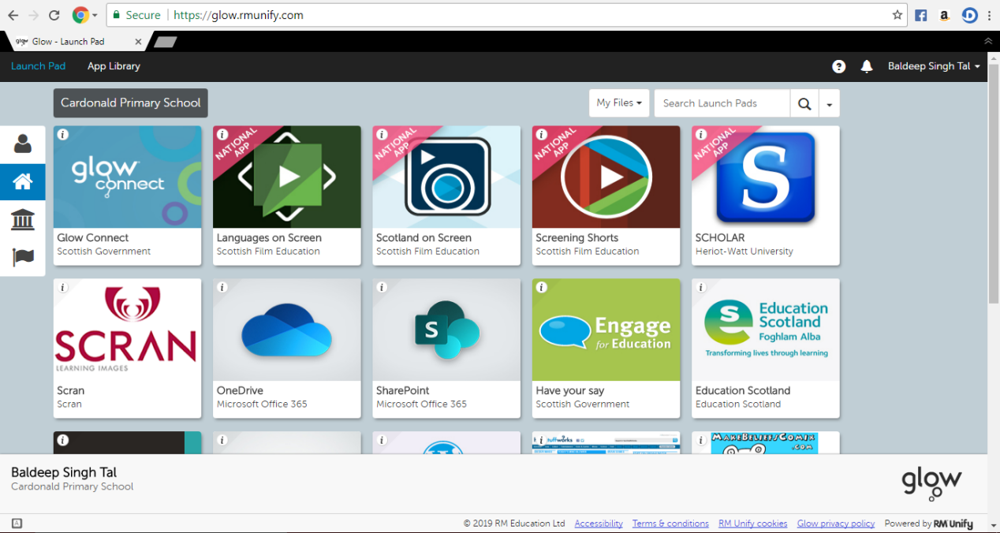 Secure | https://glow.rmunify.com
glow Glow - Launch Pad
Launch Pad App Library Baldeep Singh Tal
Cardonald Primary School My Files Search Launch Pads
glow connect
NATIONAL APP
NATIONAL APP
NATIONAL APP
NATIONAL APP
S
Glow Connect
Scottish Government
Languages on Screen
Scottish Film Education
Scotland on Screen
Scottish Film Education
Screening Shorts
Scottish Film Education
SCHOLAR
Heriot-Watt University
SCRAN
LEARNING IMAGES
S
Engage
for Education
Education
Scotland
Foghlam Alba
Transforming lives through learning
Scran
Scran
OneDrive
Microsoft Office 365
SharePoint
Microsoft Office 365
Have your say
Scottish Government
Education Scotland
Education Scotland
tuffworks
MAKEBELIEFSCOMIX
.COM
Baldeep Singh Tal
Cardonald Primary School
glow
© 2019 RM Education Ltd Accessibility Terms & conditions RM Unify cookies Glow privacy policy Powered by RM Unify